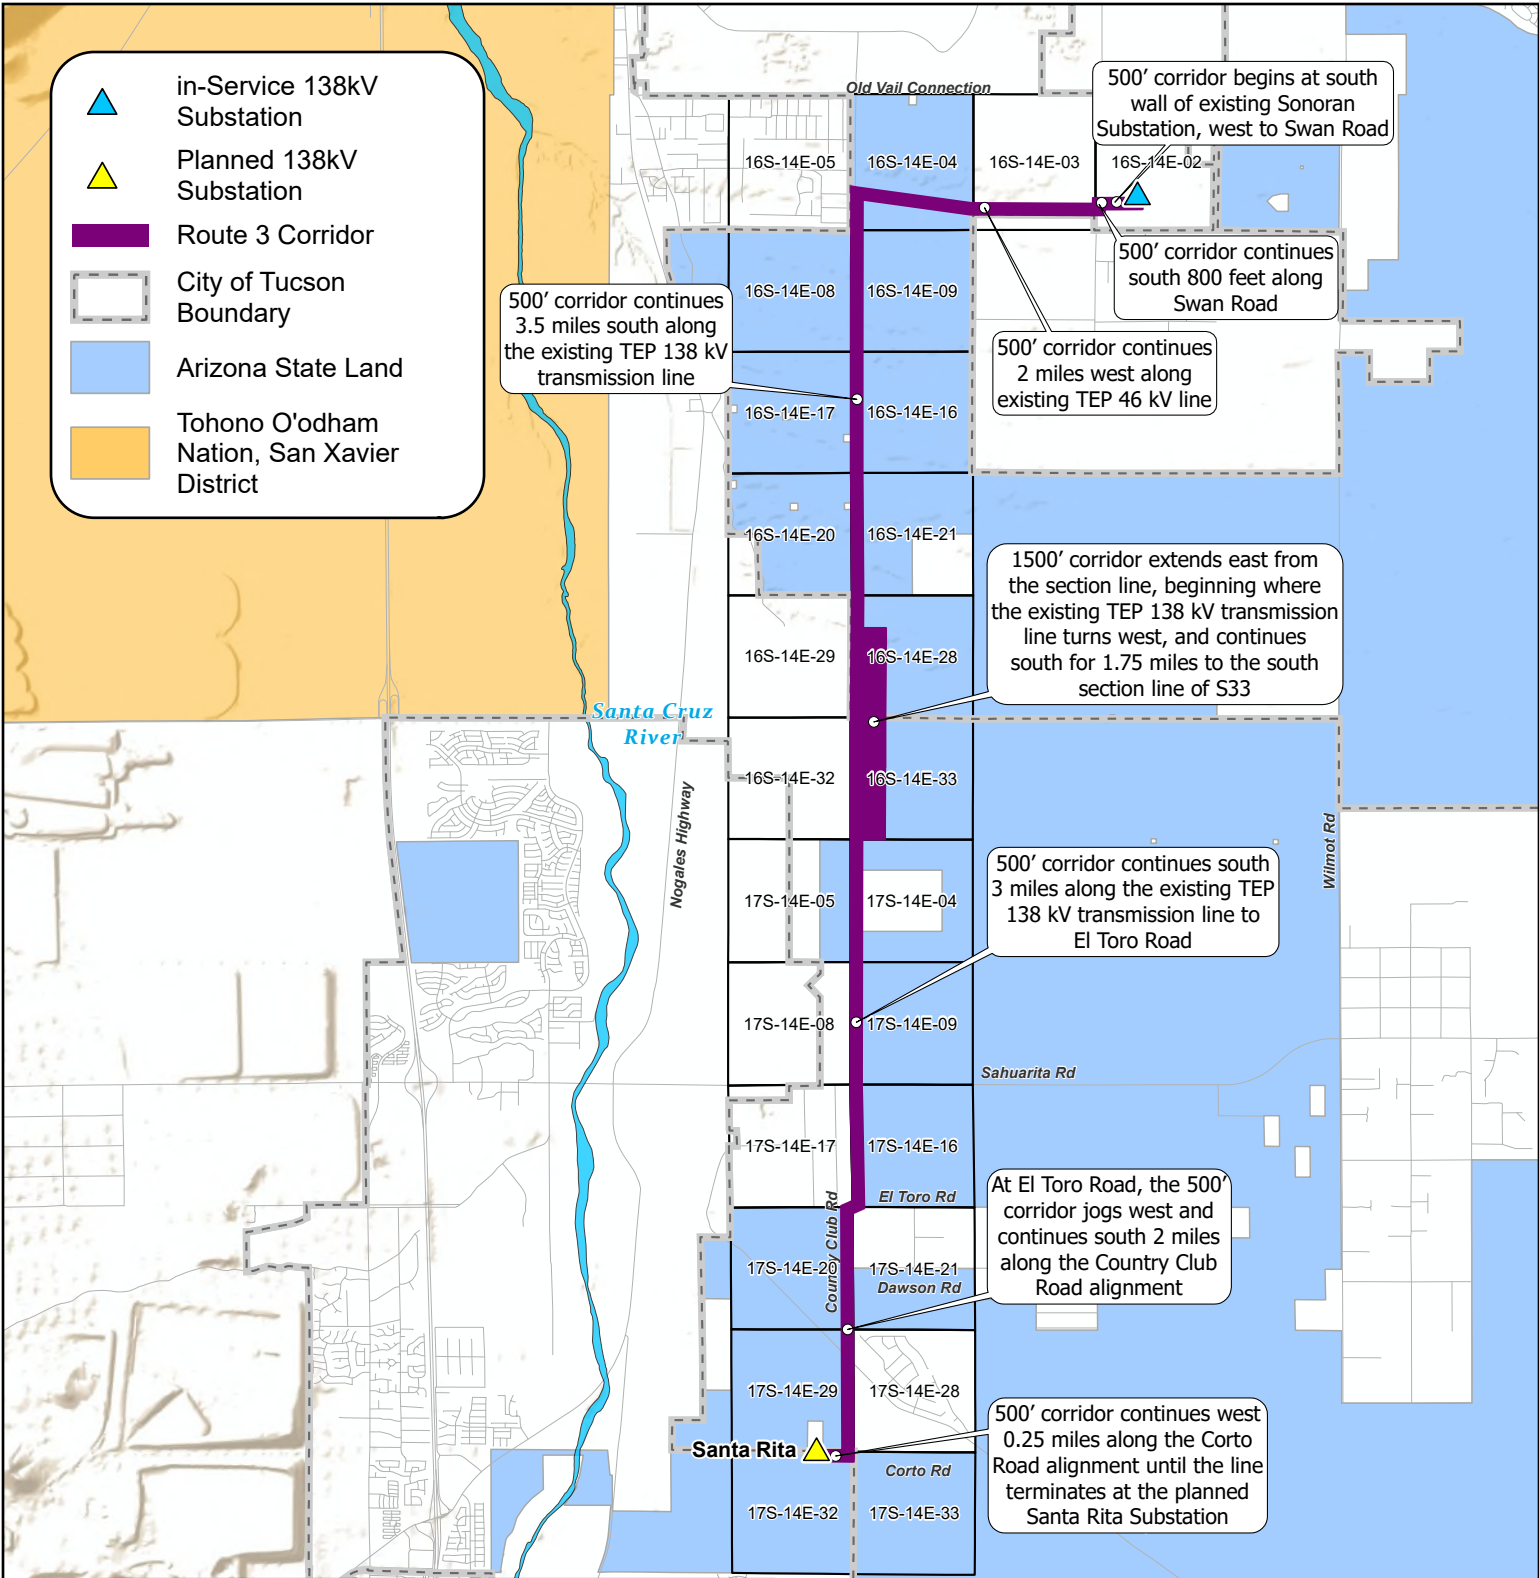 in-Service 138kV
Substation
Planned 138kV
Substation
Route 3 Corridor
City of Tucson
Boundary
Arizona State Land
Tohono O'odham
Nation, San Xavier
District
Old Vail Connection
500' corridor begins at south
wall of existing Sonoran
Substation, west to Swan Road
16S-14E-05
16S-14E-04
16S-14E-03
16S-14E-02
500' corridor continues
south 800 feet along
Swan Road
500' corridor continues
3.5 miles south along
the existing TEP 138 kV
transmission line
16S-14E-08
16S-14E-09
500' corridor continues
2 miles west along
existing TEP 46 kV line
16S-14E-17
16S-14E-16
16S-14E-20
16S-14E-21
1500' corridor extends east from
the section line, beginning where
the existing TEP 138 kV transmission
line turns west, and continues
south for 1.75 miles to the south
section line of S33
16S-14E-29
16S-14E-28
Santa Cruz
River
16S-14E-32
16S-14E-33
Nogales Highway
Wilmot Rd
500' corridor continues south
3 miles along the existing TEP
138 kV transmission line to
El Toro Road
17S-14E-05
17S-14E-04
17S-14E-08
17S-14E-09
Sahuarita Rd
17S-14E-17
17S-14E-16
El Toro Rd
Country Club Rd
At El Toro Road, the 500'
corridor jogs west and
continues south 2 miles
along the Country Club
Road alignment
17S-14E-20
17S-14E-21
Dawson Rd
17S-14E-29
17S-14E-28
Santa Rita
Corto Rd
500' corridor continues west
0.25 miles along the Corto
Road alignment until the line
terminates at the planned
Santa Rita Substation
17S-14E-32
17S-14E-33